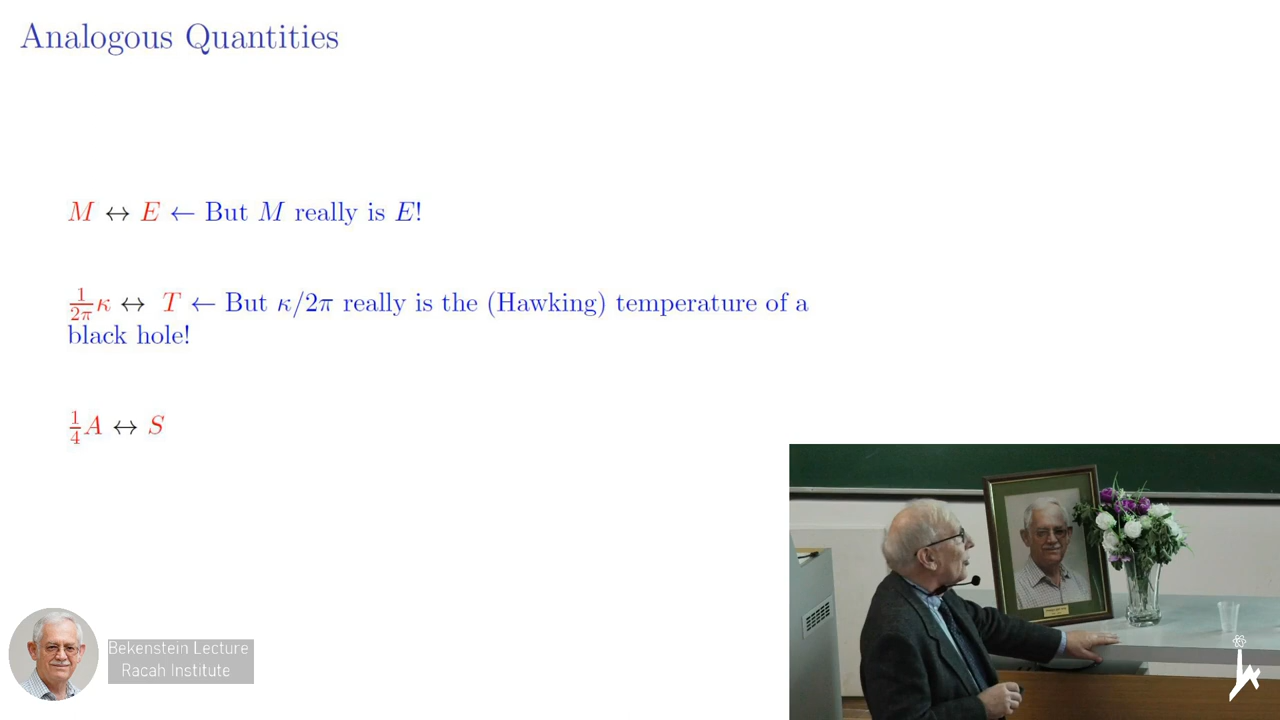 Analogous Quantities
M ↔ E ← But M really is E!
1/2π κ ↔ T ← But κ/2π really is the (Hawking) temperature of a
black hole!
1/4 A ↔ S
Bekenstein Lecture
Racah Institute